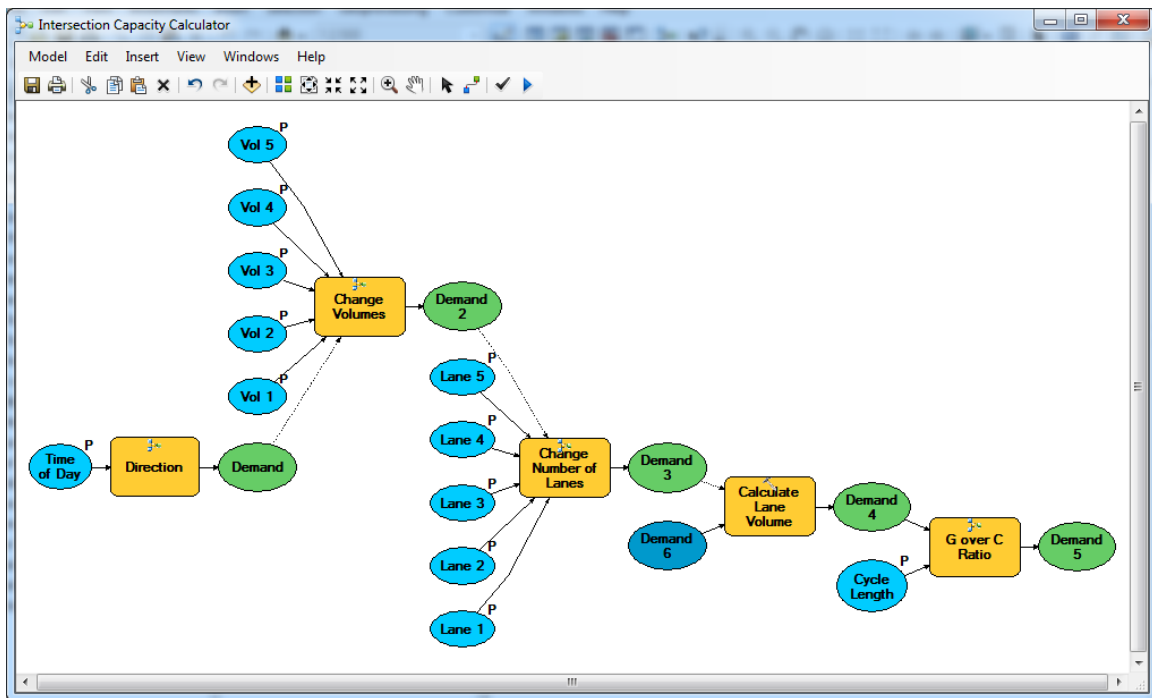 Intersection Capacity Calculator
Model Edit Insert View Windows Help
P
Vol 5
P
Vol 4
P
Vol 3
P
Vol 2
P
Vol 1
Change
Volumes
Demand
2
P
Time
of Day
Direction
Demand
P
Lane 5
P
Lane 4
P
Lane 3
P
Lane 2
P
Lane 1
Change
Number of
Lanes
Demand
3
Demand
6
Calculate
Lane
Volume
Demand
4
P
Cycle
Length
G over C
Ratio
Demand
5